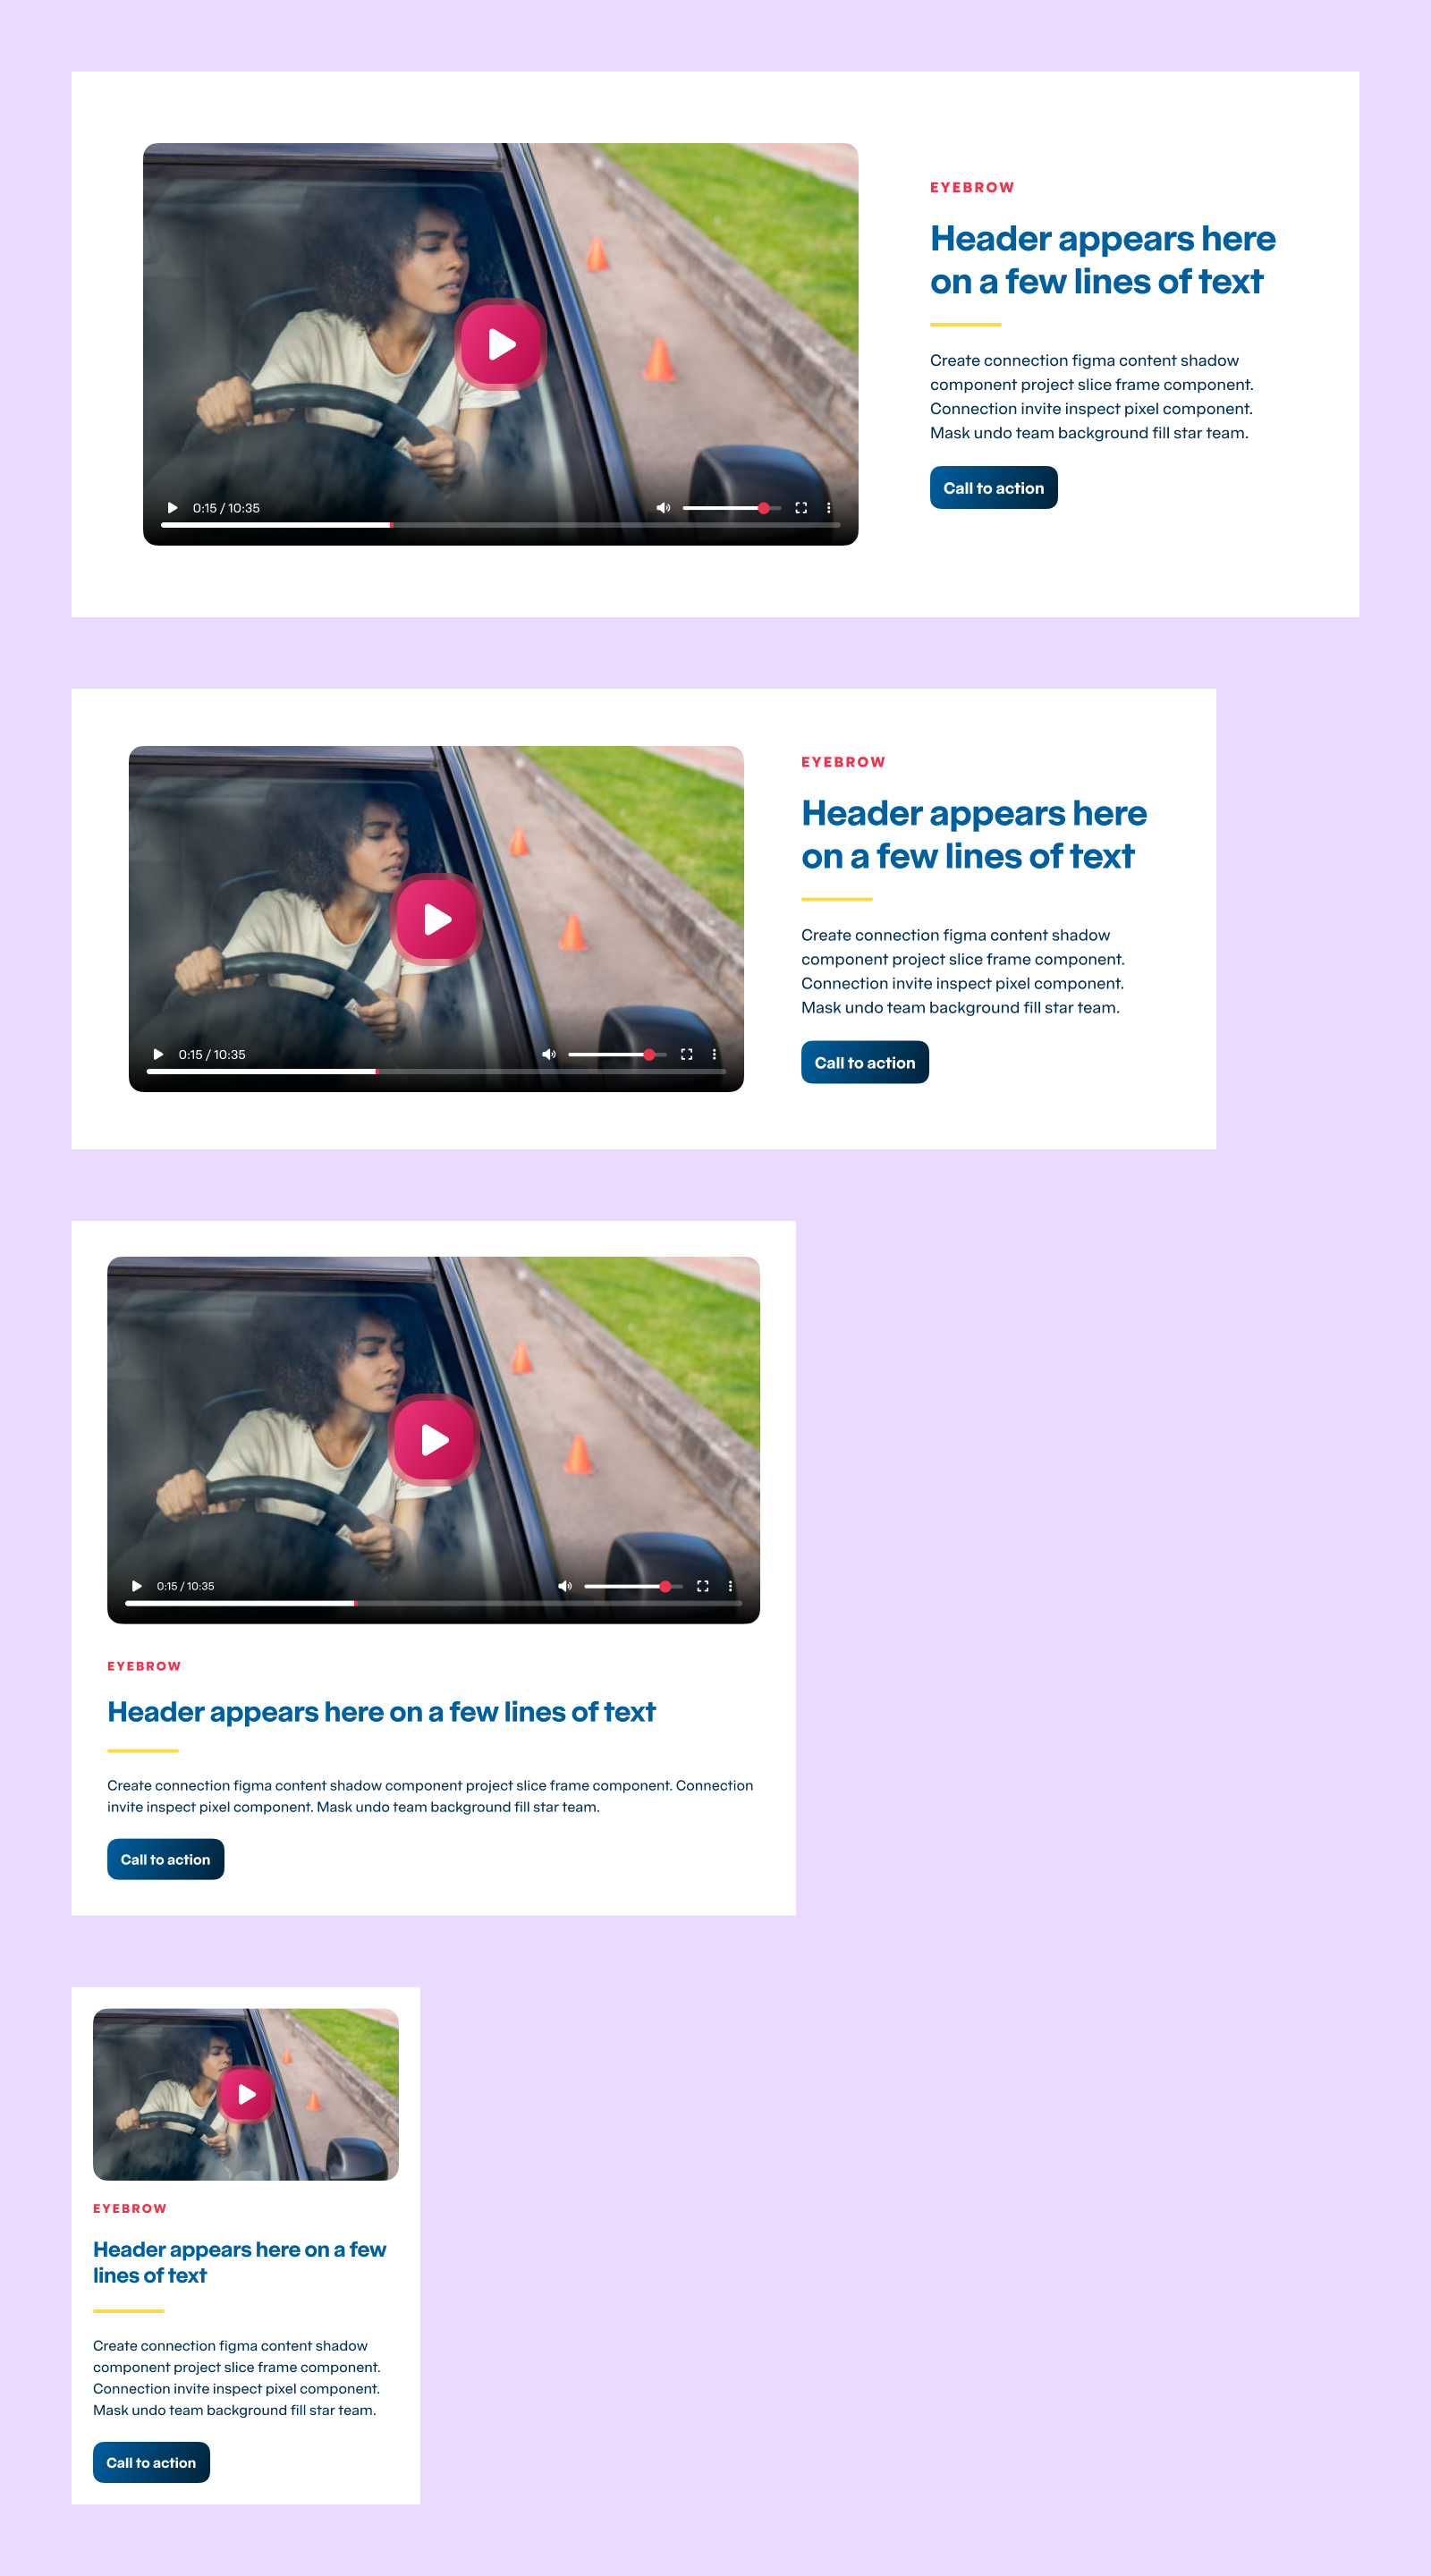 EYEBROW
Header appears here
on a few lines of text
Create connection figma content shadow
component project slice frame component.
Connection invite inspect pixel component.
Mask undo team background fill star team.
Call to action
0:15 / 10:35
EYEBROW
Header appears here
on a few lines of text
Create connection figma content shadow
component project slice frame component.
Connection invite inspect pixel component.
Mask undo team background fill star team.
Call to action
0:15 / 10:35
0:15 / 10:35
EYEBROW
Header appears here on a few lines of text
Create connection figma content shadow component project slice frame component. Connection
invite inspect pixel component. Mask undo team background fill star team.
Call to action
EYEBROW
Header appears here on a few
lines of text
Create connection figma content shadow
component project slice frame component.
Connection invite inspect pixel component.
Mask undo team background fill star team.
Call to action